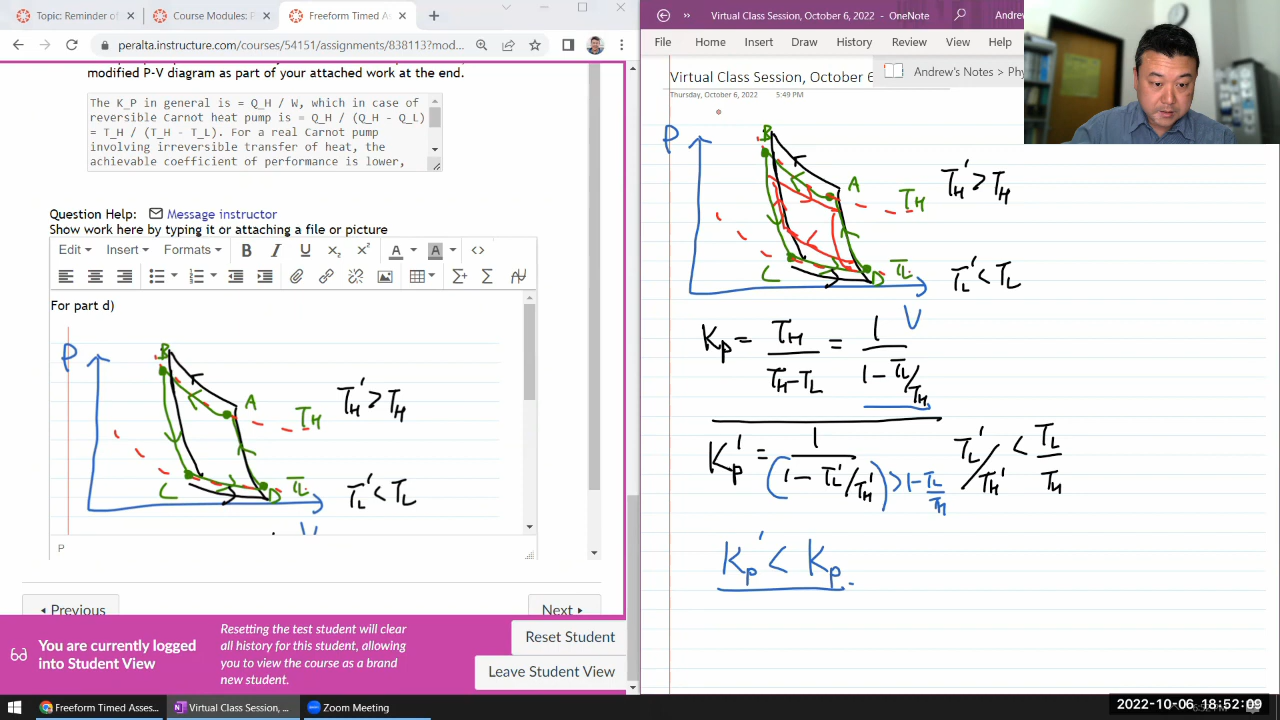 Topic: Reminder of
Course Modules: P
Freeform Timed As
peralta.instructure.com/courses/54151/assignments/838113?mod...
modified P-V diagram as part of your attached work at the end.
The K_P in general is = Q_H / W, which in case of
reversible Carnot heat pump is = Q_H / (Q_H - Q_L)
= T_H / (T_H - T_L). For a real Carnot pump
involving irreversible transfer of heat, the
achievable coefficient of performance is lower,
Question Help: Message instructor
Show work here by typing it or attaching a file or picture
Edit Insert Formats B I U x₂ x² A A <>
For part d)
P B A T_H T_H' > T_H
C D T_L T_L' < T_L
V
P
Previous Next
You are currently logged
into Student View
Resetting the test student will clear
all history for this student, allowing
you to view the course as a brand
new student.
Reset Student
Leave Student View
Freeform Timed Asses... Virtual Class Session, ... Zoom Meeting
Virtual Class Session, October 6, 2022 - OneNote Andrew
File Home Insert Draw History Review View Help
Virtual Class Session, October 6
Andrew's Notes > Phy
Thursday, October 6, 2022 5:49 PM
P B A T_H T_H' > T_H
C D T_L T_L' < T_L
V
K_p = T_H / (T_H - T_L) = 1 / (1 - T_L/T_H)
K_p' = 1 / (1 - T_L'/T_H') > 1 - T_L/T_H T_L'/T_H' < T_L/T_H
K_p' < K_p.
2022-10-06 18:52:09